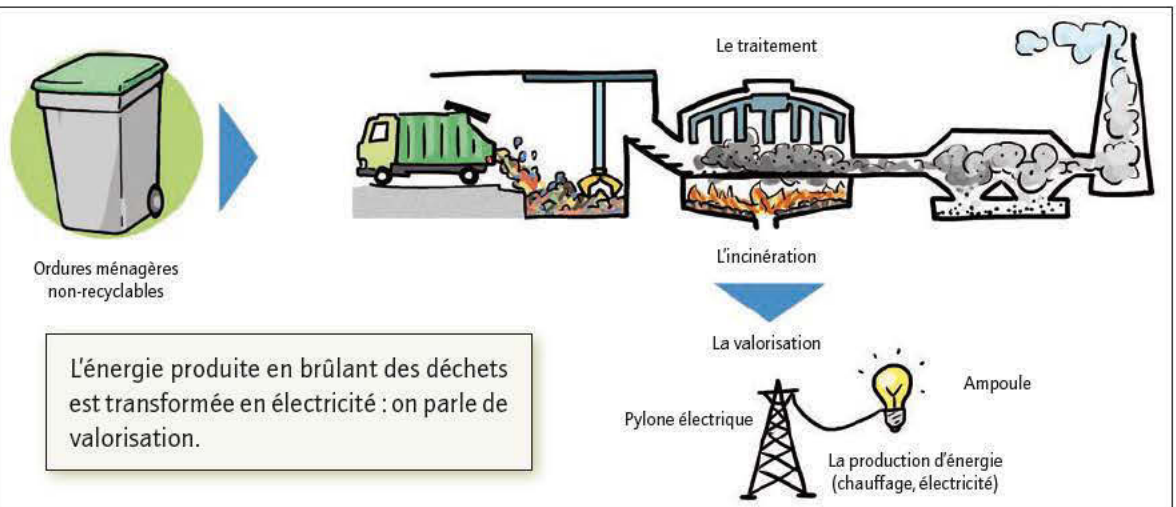 Le traitement
Ordures ménagères
non-recyclables
L'incinération
La valorisation
L'énergie produite en brûlant des déchets
est transformée en électricité : on parle de
valorisation.
Ampoule
Pylone électrique
La production d'énergie
(chauffage, électricité)